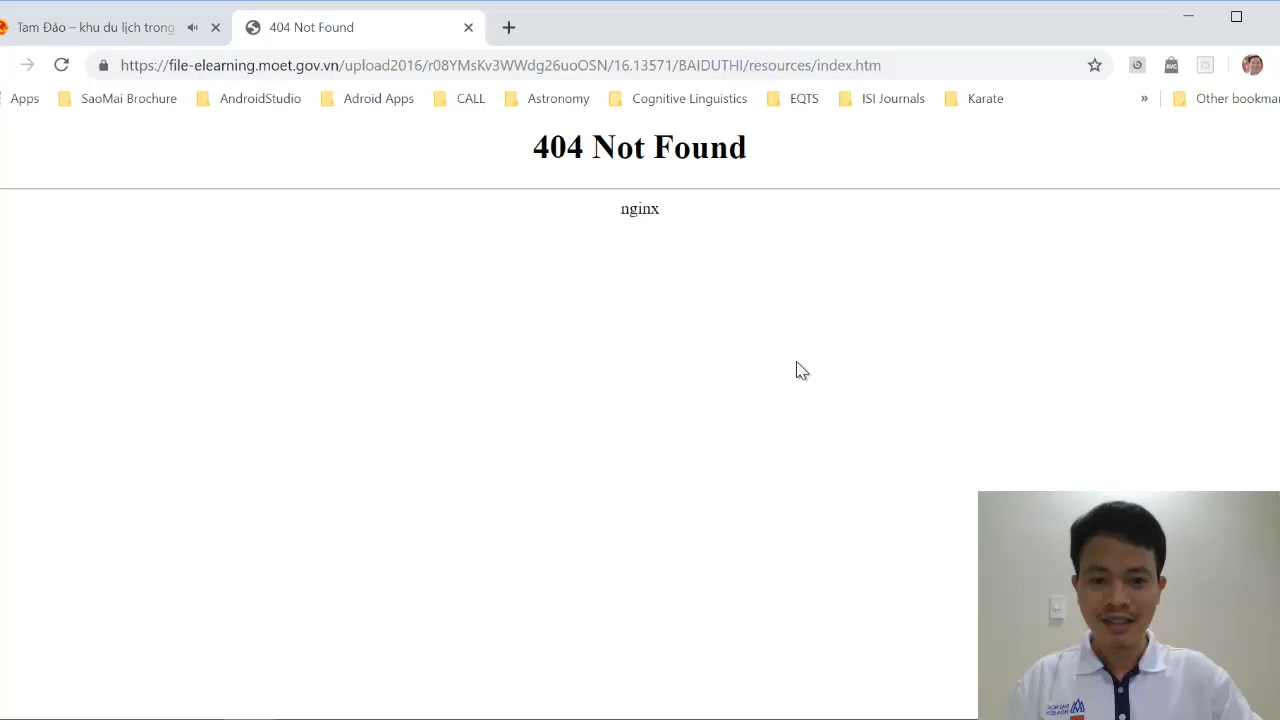 Tam Đảo – khu du lịch trong
404 Not Found
https://file-elearning.moet.gov.vn/upload2016/r08YMsKv3WWdg26uoOSN/16.13571/BAIDUTHI/resources/index.htm
Apps SaoMai Brochure AndroidStudio Adroid Apps CALL Astronomy Cognitive Linguistics EQTS ISI Journals Karate » Other bookmar
404 Not Found
nginx